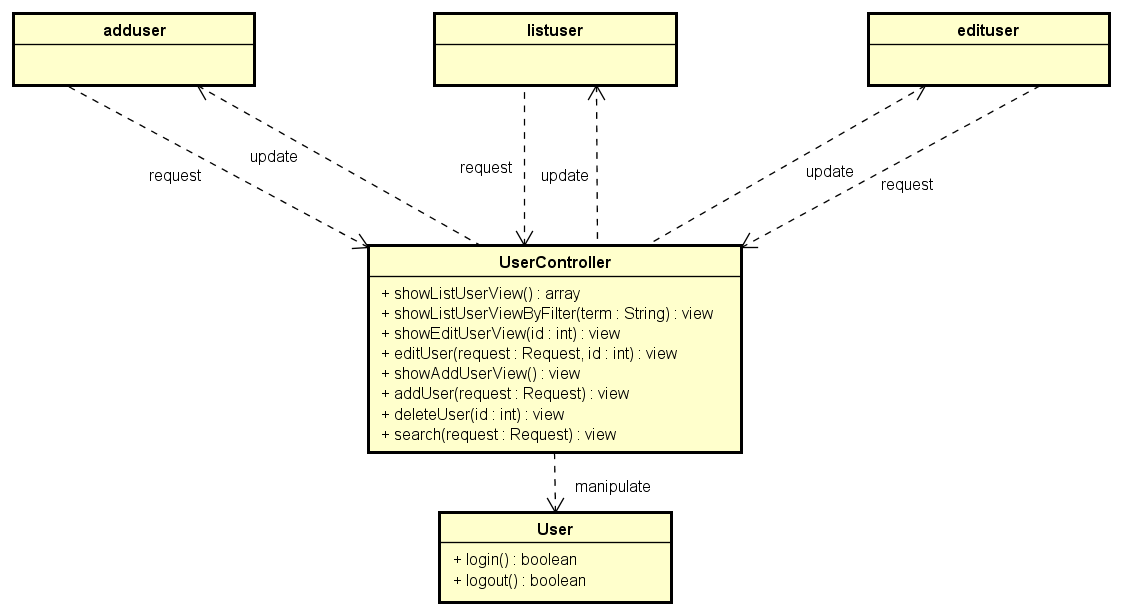 adduser
listuser
edituser
request
update
request
update
update
request
UserController
+ showListUserView() : array
+ showListUserViewByFilter(term : String) : view
+ showEditUserView(id : int) : view
+ editUser(request : Request, id : int) : view
+ showAddUserView() : view
+ addUser(request : Request) : view
+ deleteUser(id : int) : view
+ search(request : Request) : view
manipulate
User
+ login() : boolean
+ logout() : boolean